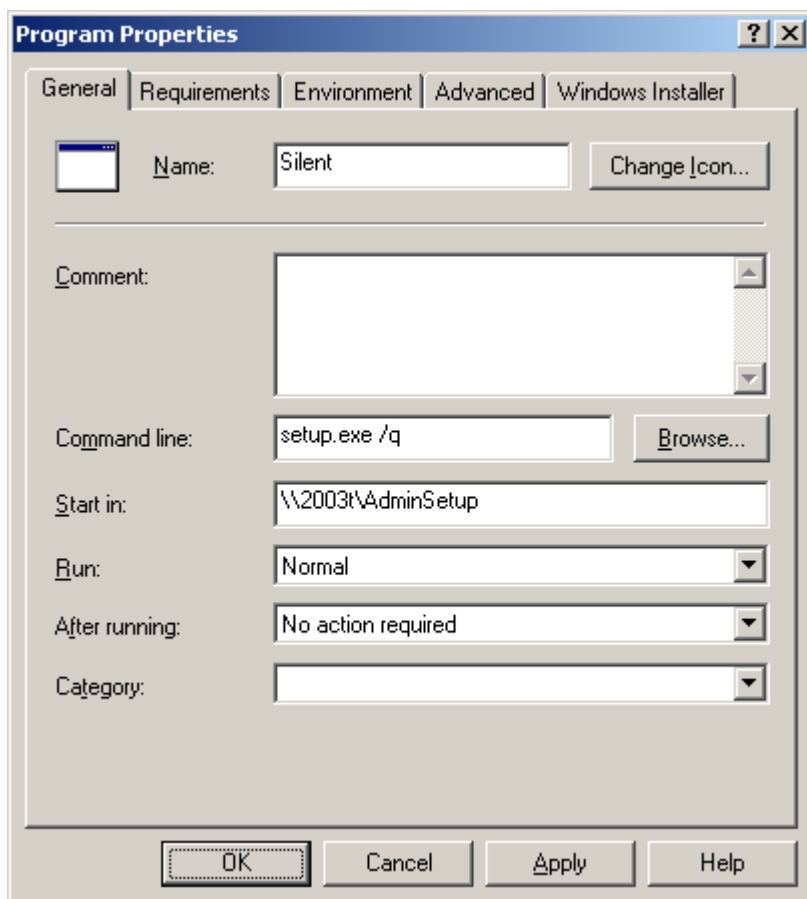 Program Properties
General Requirements Environment Advanced Windows Installer
Name: Silent Change Icon...
Comment:
Command line: setup.exe /q Browse...
Start in: \\2003t\AdminSetup
Run: Normal
After running: No action required
Category:
OK Cancel Apply Help